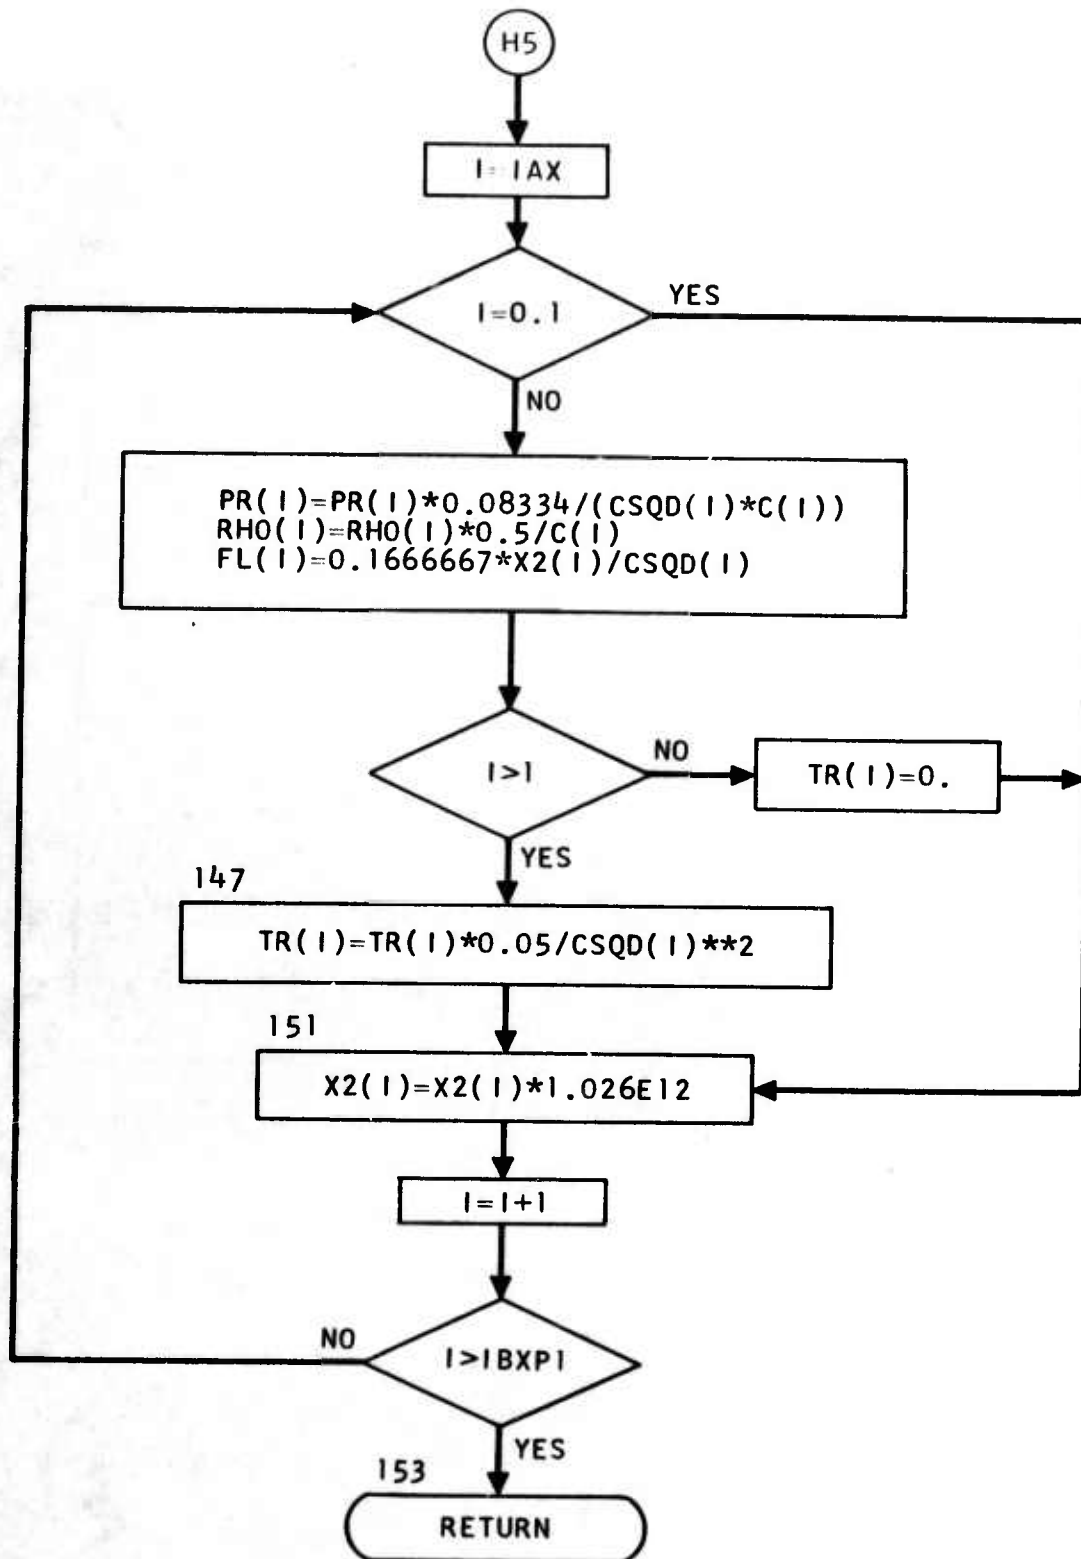 H5
I=IAX
I=0.1
YES
NO
PR(I)=PR(I)*0.08334/(CSQD(I)*C(I))
RHO(I)=RHO(I)*0.5/C(I)
FL(I)=0.1666667*X2(I)/CSQD(I)
I>1
NO
TR(I)=0.
YES
147
TR(I)=TR(I)*0.05/CSQD(I)**2
151
X2(I)=X2(I)*1.026E12
I=I+1
NO
I>IBXP1
YES
153
RETURN